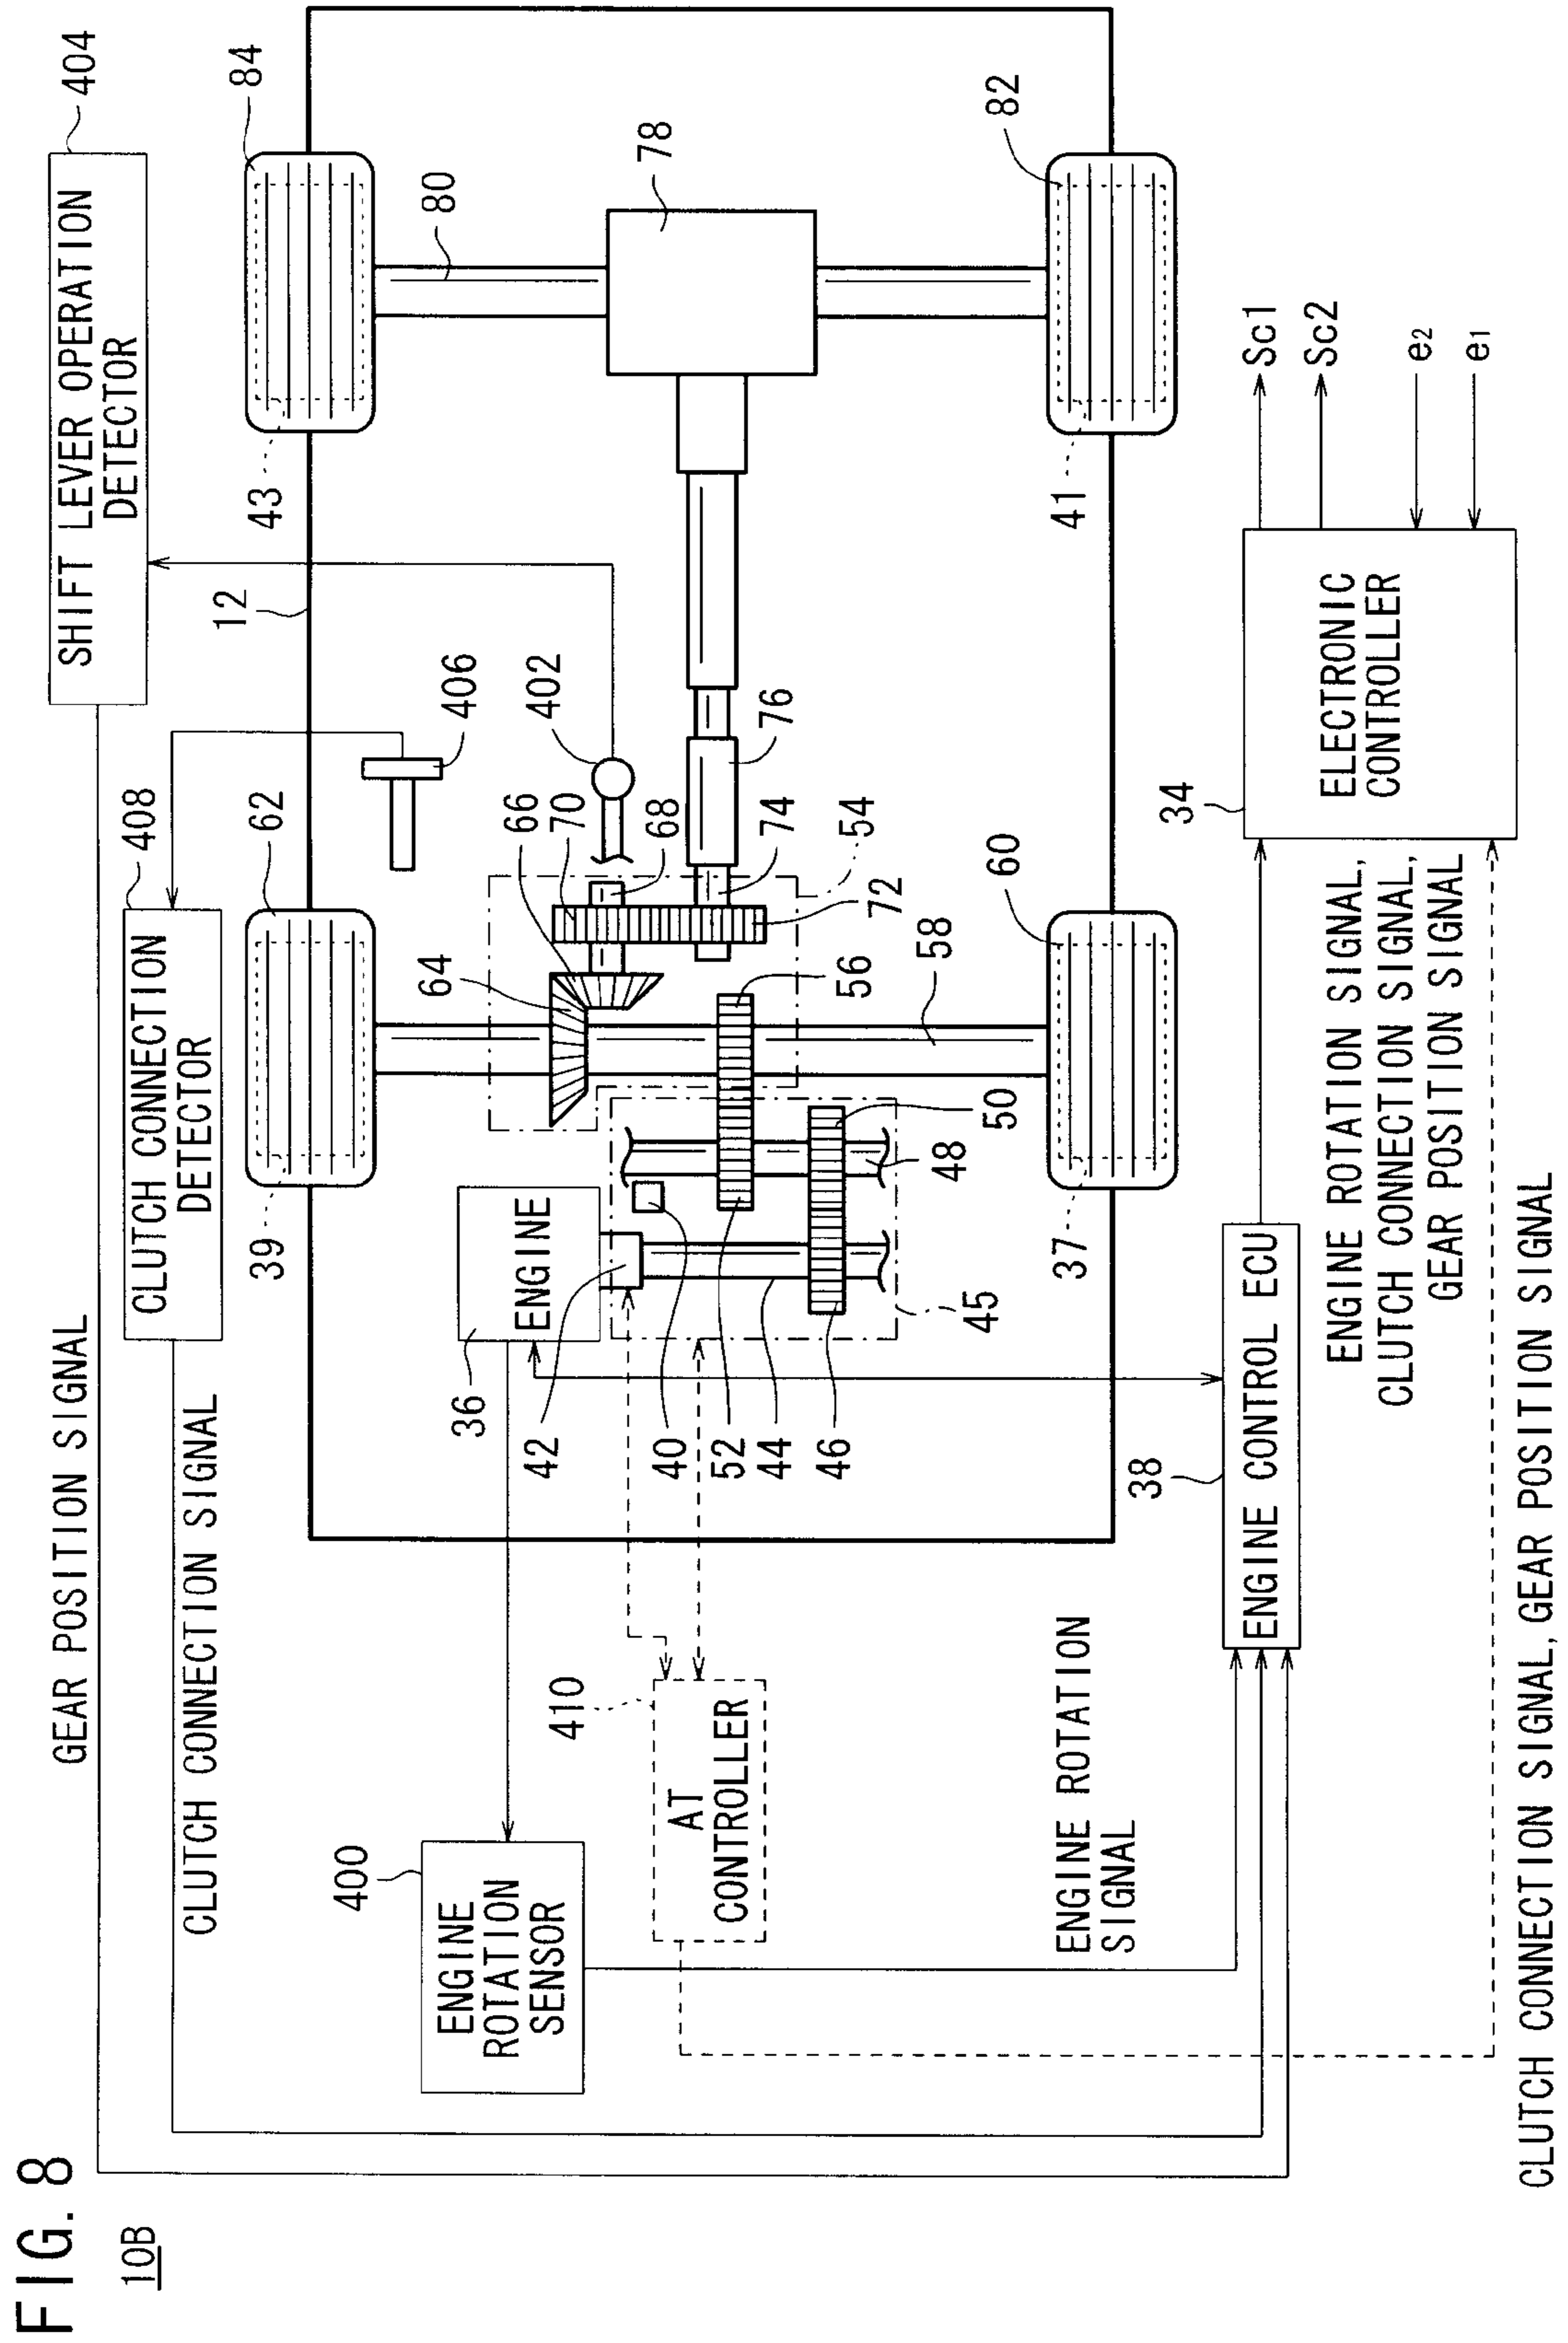 FIG. 8
10B
GEAR POSITION SIGNAL
CLUTCH CONNECTION SIGNAL
SHIFT LEVER OPERATION
DETECTOR
404
CLUTCH CONNECTION
DETECTOR
408
12
406
402
39
62
43
84
80
78
64
66
70
68
76
74
54
72
56
58
36
ENGINE
42
40
52
44
46
45
48
50
37
60
41
82
400
ENGINE
ROTATION
SENSOR
410
AT
CONTROLLER
ENGINE ROTATION
SIGNAL
38
ENGINE CONTROL ECU
34
ELECTRONIC
CONTROLLER
Sc1
Sc2
e2
e1
ENGINE ROTATION SIGNAL,
CLUTCH CONNECTION SIGNAL,
GEAR POSITION SIGNAL
CLUTCH CONNECTION SIGNAL, GEAR POSITION SIGNAL